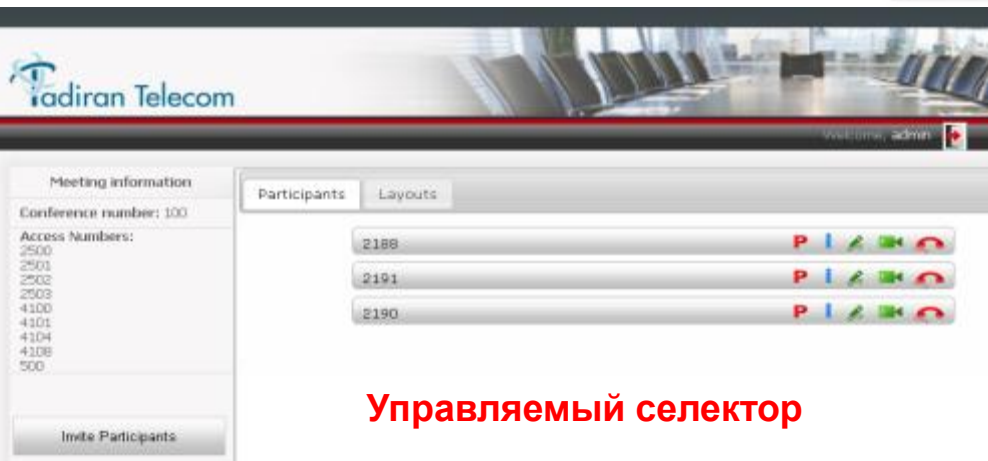 Tadiran Telecom
Welcome, admin
Meeting information
Conference number: 100
Access Numbers:
2500
2501
2502
2503
4100
4101
4104
4108
500
Invite Participants
Participants
Layouts
2188
P i
2191
P i
2190
P i
Управляемый селектор